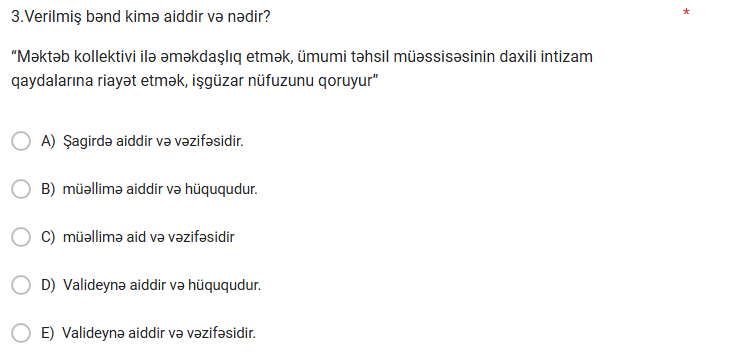 3.Verilmiş bənd kimə aiddir və nədir? *
“Məktəb kollektivi ilə əməkdaşlıq etmək, ümumi təhsil müəssisəsinin daxili intizam
qaydalarına riayət etmək, işgüzar nüfuzunu qoruyur”
A) Şagirdə aiddir və vəzifəsidir.
B) müəllimə aiddir və hüququdur.
C) müəllimə aid və vəzifəsidir
D) Valideynə aiddir və hüququdur.
E) Valideynə aiddir və vəzifəsidir.